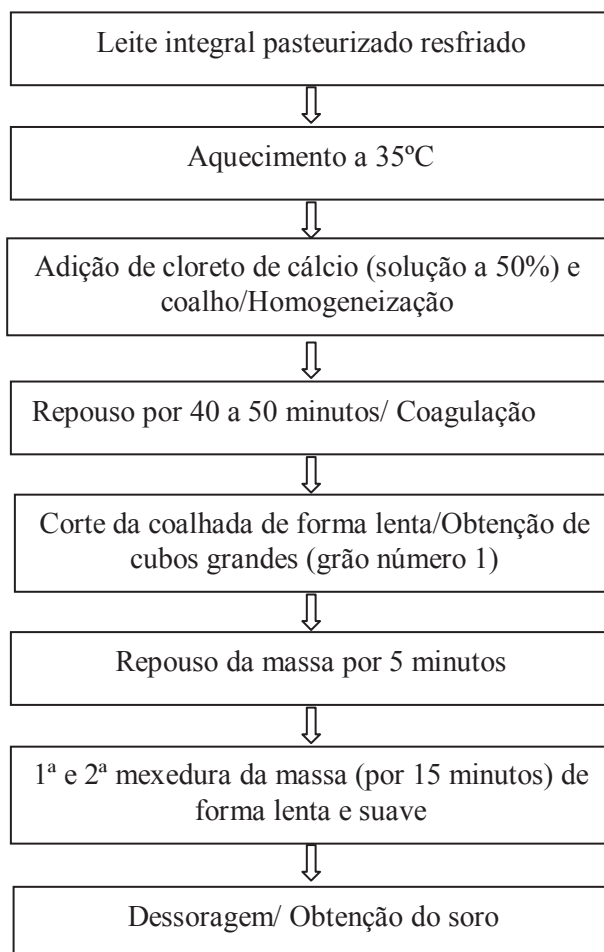 Leite integral pasteurizado resfriado
Aquecimento a 35ºC
Adição de cloreto de cálcio (solução a 50%) e
coalho/Homogeneização
Repouso por 40 a 50 minutos/ Coagulação
Corte da coalhada de forma lenta/Obtenção de
cubos grandes (grão número 1)
Repouso da massa por 5 minutos
1ª e 2ª mexedura da massa (por 15 minutos) de
forma lenta e suave
Dessoragem/ Obtenção do soro